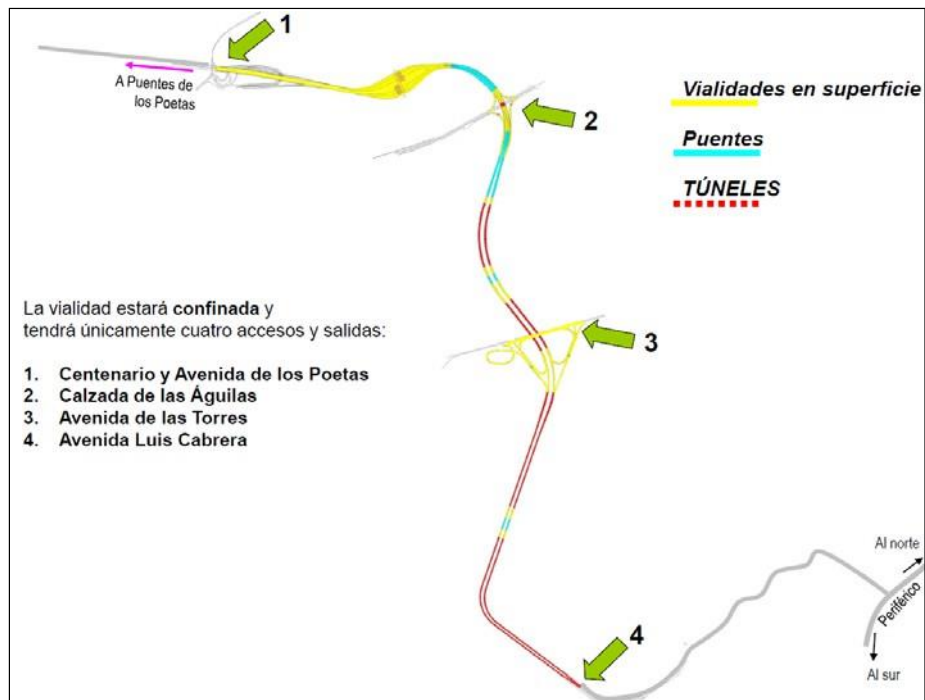 1
A Puentes de
los Poetas
2
Vialidades en superficie
Puentes
TÚNELES
La vialidad estará confinada y
tendrá únicamente cuatro accesos y salidas:
3
1. Centenario y Avenida de los Poetas
2. Calzada de las Águilas
3. Avenida de las Torres
4. Avenida Luis Cabrera
4
Al norte
Periférico
Al sur